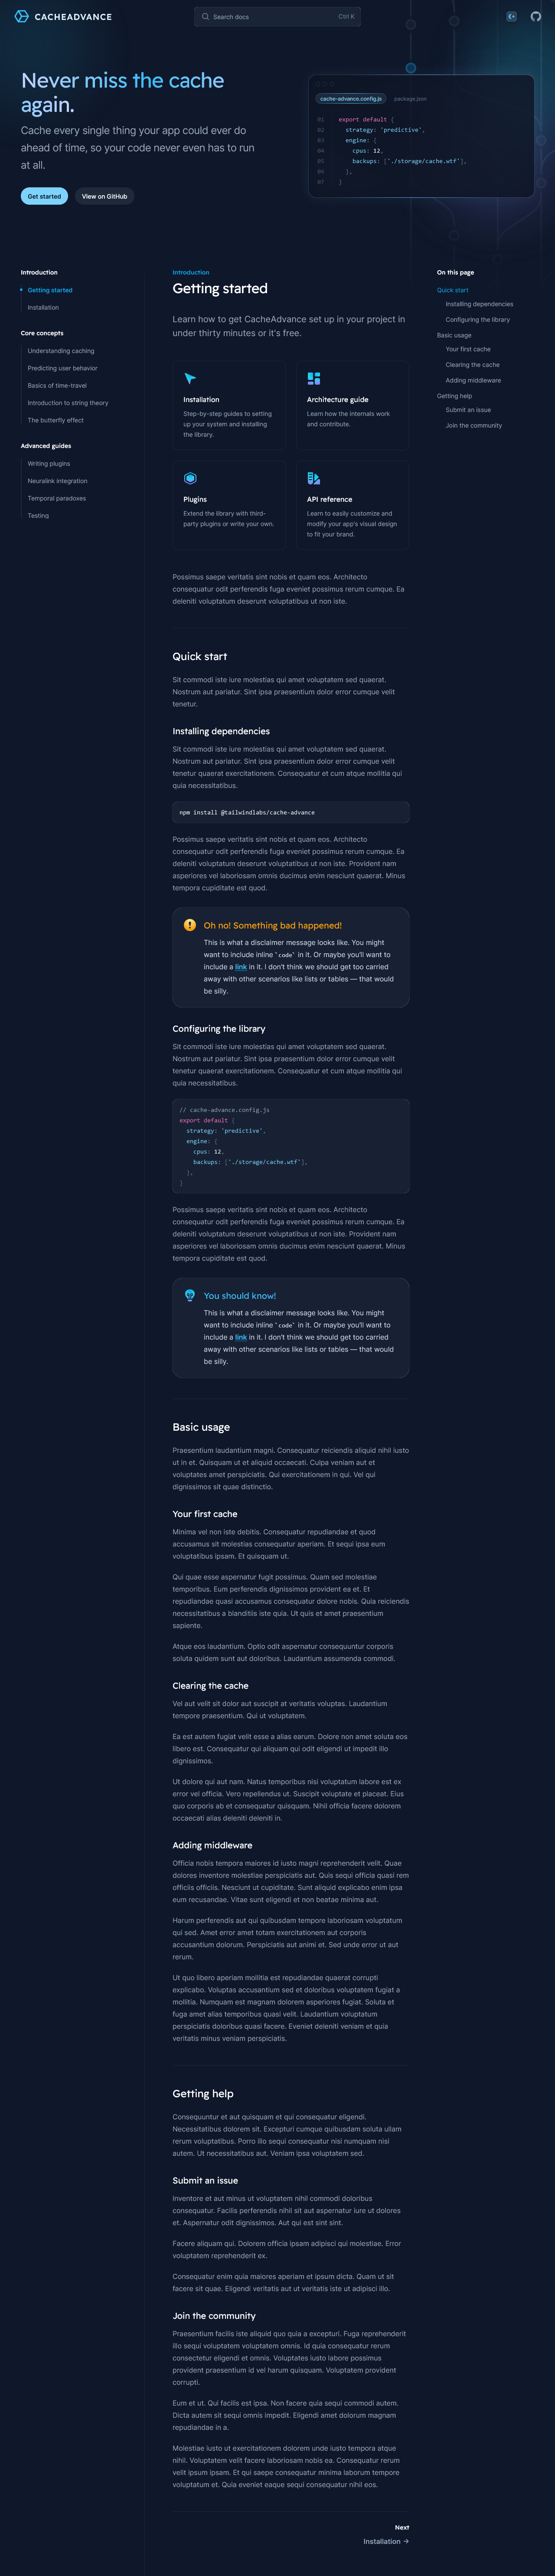 CACHEADVANCE
Search docs
Ctrl K
Never miss the cache
again.
Cache every single thing your app could ever do
ahead of time, so your code never even has to run
at all.
Get started
View on GitHub
cache-advance.config.js
package.json
01 export default {
02 strategy: 'predictive',
03 engine: {
04 cpus: 12,
05 backups: ['./storage/cache.wtf'],
06 },
07 }
Introduction
Getting started
Installation
Core concepts
Understanding caching
Predicting user behavior
Basics of time-travel
Introduction to string theory
The butterfly effect
Advanced guides
Writing plugins
Neuralink integration
Temporal paradoxes
Testing
Introduction
Getting started
Learn how to get CacheAdvance set up in your project in
under thirty minutes or it's free.
Installation
Step-by-step guides to setting
up your system and installing
the library.
Architecture guide
Learn how the internals work
and contribute.
Plugins
Extend the library with third-
party plugins or write your own.
API reference
Learn to easily customize and
modify your app's visual design
to fit your brand.
Possimus saepe veritatis sint nobis et quam eos. Architecto
consequatur odit perferendis fuga eveniet possimus rerum cumque. Ea
deleniti voluptatum deserunt voluptatibus ut non iste.
Quick start
Sit commodi iste iure molestias qui amet voluptatem sed quaerat.
Nostrum aut pariatur. Sint ipsa praesentium dolor error cumque velit
tenetur.
Installing dependencies
Sit commodi iste iure molestias qui amet voluptatem sed quaerat.
Nostrum aut pariatur. Sint ipsa praesentium dolor error cumque velit
tenetur quaerat exercitationem. Consequatur et cum atque mollitia qui
quia necessitatibus.
npm install @tailwindlabs/cache-advance
Possimus saepe veritatis sint nobis et quam eos. Architecto
consequatur odit perferendis fuga eveniet possimus rerum cumque. Ea
deleniti voluptatum deserunt voluptatibus ut non iste. Provident nam
asperiores vel laboriosam omnis ducimus enim nesciunt quaerat. Minus
tempora cupiditate est quod.
Oh no! Something bad happened!
This is what a disclaimer message looks like. You might
want to include inline `code` in it. Or maybe you'll want to
include a link in it. I don't think we should get too carried
away with other scenarios like lists or tables — that would
be silly.
Configuring the library
Sit commodi iste iure molestias qui amet voluptatem sed quaerat.
Nostrum aut pariatur. Sint ipsa praesentium dolor error cumque velit
tenetur quaerat exercitationem. Consequatur et cum atque mollitia qui
quia necessitatibus.
// cache-advance.config.js
export default {
strategy: 'predictive',
engine: {
cpus: 12,
backups: ['./storage/cache.wtf'],
},
}
Possimus saepe veritatis sint nobis et quam eos. Architecto
consequatur odit perferendis fuga eveniet possimus rerum cumque. Ea
deleniti voluptatum deserunt voluptatibus ut non iste. Provident nam
asperiores vel laboriosam omnis ducimus enim nesciunt quaerat. Minus
tempora cupiditate est quod.
You should know!
This is what a disclaimer message looks like. You might
want to include inline `code` in it. Or maybe you'll want to
include a link in it. I don't think we should get too carried
away with other scenarios like lists or tables — that would
be silly.
Basic usage
Praesentium laudantium magni. Consequatur reiciendis aliquid nihil iusto
ut in et. Quisquam ut et aliquid occaecati. Culpa veniam aut et
voluptates amet perspiciatis. Qui exercitationem in qui. Vel qui
dignissimos sit quae distinctio.
Your first cache
Minima vel non iste debitis. Consequatur repudiandae et quod
accusamus sit molestias consequatur aperiam. Et sequi ipsa eum
voluptatibus ipsam. Et quisquam ut.
Qui quae esse aspernatur fugit possimus. Quam sed molestiae
temporibus. Eum perferendis dignissimos provident ea et. Et
repudiandae quasi accusamus consequatur dolore nobis. Quia reiciendis
necessitatibus a blanditiis iste quia. Ut quis et amet praesentium
sapiente.
Atque eos laudantium. Optio odit aspernatur consequuntur corporis
soluta quidem sunt aut doloribus. Laudantium assumenda commodi.
Clearing the cache
Vel aut velit sit dolor aut suscipit at veritatis voluptas. Laudantium
tempore praesentium. Qui ut voluptatem.
Ea est autem fugiat velit esse a alias earum. Dolore non amet soluta eos
libero est. Consequatur qui aliquam qui odit eligendi ut impedit illo
dignissimos.
Ut dolore qui aut nam. Natus temporibus nisi voluptatum labore est ex
error vel officia. Vero repellendus ut. Suscipit voluptate et placeat. Eius
quo corporis ab et consequatur quisquam. Nihil officia facere dolorem
occaecati alias deleniti deleniti in.
Adding middleware
Officia nobis tempora maiores id iusto magni reprehenderit velit. Quae
dolores inventore molestiae perspiciatis aut. Quis sequi officia quasi rem
officiis officiis. Nesciunt ut cupiditate. Sunt aliquid explicabo enim ipsa
eum recusandae. Vitae sunt eligendi et non beatae minima aut.
Harum perferendis aut qui quibusdam tempore laboriosam voluptatum
qui sed. Amet error amet totam exercitationem aut corporis
accusantium dolorum. Perspiciatis aut animi et. Sed unde error ut aut
rerum.
Ut quo libero aperiam mollitia est repudiandae quaerat corrupti
explicabo. Voluptas accusantium sed et doloribus voluptatem fugiat a
mollitia. Numquam est magnam dolorem asperiores fugiat. Soluta et
fuga amet alias temporibus quasi velit. Laudantium voluptatum
perspiciatis doloribus quasi facere. Eveniet deleniti veniam et quia
veritatis minus veniam perspiciatis.
Getting help
Consequuntur et aut quisquam et qui consequatur eligendi.
Necessitatibus dolorem sit. Excepturi cumque quibusdam soluta ullam
rerum voluptatibus. Porro illo sequi consequatur nisi numquam nisi
autem. Ut necessitatibus aut. Veniam ipsa voluptatem sed.
Submit an issue
Inventore et aut minus ut voluptatem nihil commodi doloribus
consequatur. Facilis perferendis nihil sit aut aspernatur iure ut dolores
et. Aspernatur odit dignissimos. Aut qui est sint sint.
Facere aliquam qui. Dolorem officia ipsam adipisci qui molestiae. Error
voluptatem reprehenderit ex.
Consequatur enim quia maiores aperiam et ipsum dicta. Quam ut sit
facere sit quae. Eligendi veritatis aut ut veritatis iste ut adipisci illo.
Join the community
Praesentium facilis iste aliquid quo quia a excepturi. Fuga reprehenderit
illo sequi voluptatem voluptatem omnis. Id quia consequatur rerum
consectetur eligendi et omnis. Voluptates iusto labore possimus
provident praesentium id vel harum quisquam. Voluptatem provident
corrupti.
Eum et ut. Qui facilis est ipsa. Non facere quia sequi commodi autem.
Dicta autem sit sequi omnis impedit. Eligendi amet dolorum magnam
repudiandae in a.
Molestiae iusto ut exercitationem dolorem unde iusto tempora atque
nihil. Voluptatem velit facere laboriosam nobis ea. Consequatur rerum
velit ipsum ipsam. Et qui saepe consequatur minima laborum tempore
voluptatum et. Quia eveniet eaque sequi consequatur nihil eos.
Next
Installation →
On this page
Quick start
Installing dependencies
Configuring the library
Basic usage
Your first cache
Clearing the cache
Adding middleware
Getting help
Submit an issue
Join the community